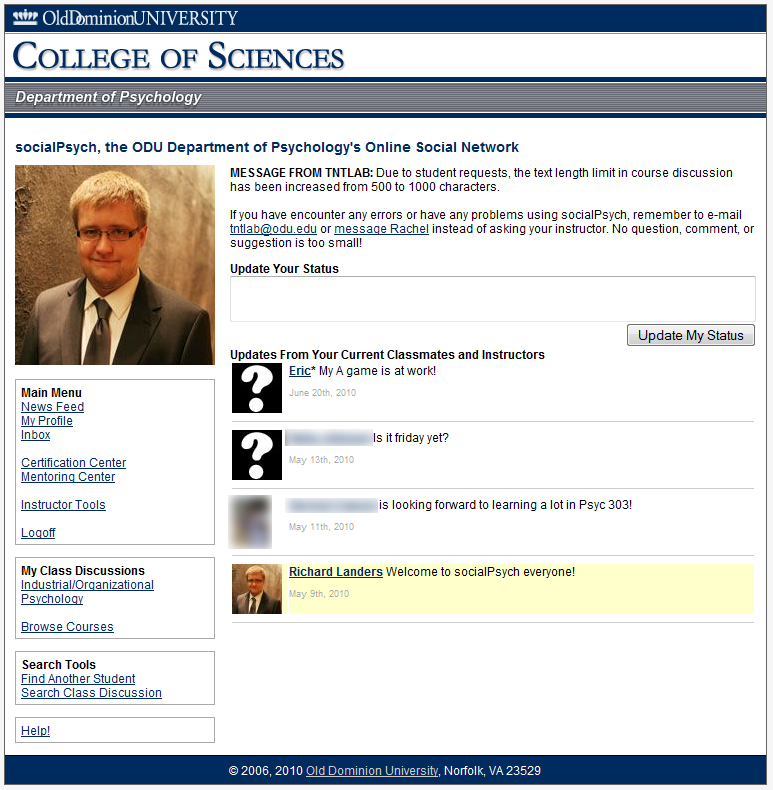 OldDominionUNIVERSITY
COLLEGE OF SCIENCES
Department of Psychology
socialPsych, the ODU Department of Psychology's Online Social Network
MESSAGE FROM TNTLAB: Due to student requests, the text length limit in course discussion
has been increased from 500 to 1000 characters.
If you have encounter any errors or have any problems using socialPsych, remember to e-mail
tntlab@odu.edu or message Rachel instead of asking your instructor. No question, comment, or
suggestion is too small!
Update Your Status
Update My Status
Updates From Your Current Classmates and Instructors
?
Eric* My A game is at work!
June 20th, 2010
?
Is it friday yet?
May 13th, 2010
is looking forward to learning a lot in Psyc 303!
May 11th, 2010
Richard Landers Welcome to socialPsych everyone!
May 9th, 2010
Main Menu
News Feed
My Profile
Inbox
Certification Center
Mentoring Center
Instructor Tools
Logoff
My Class Discussions
Industrial/Organizational
Psychology
Browse Courses
Search Tools
Find Another Student
Search Class Discussion
Help!
© 2006, 2010 Old Dominion University, Norfolk, VA 23529